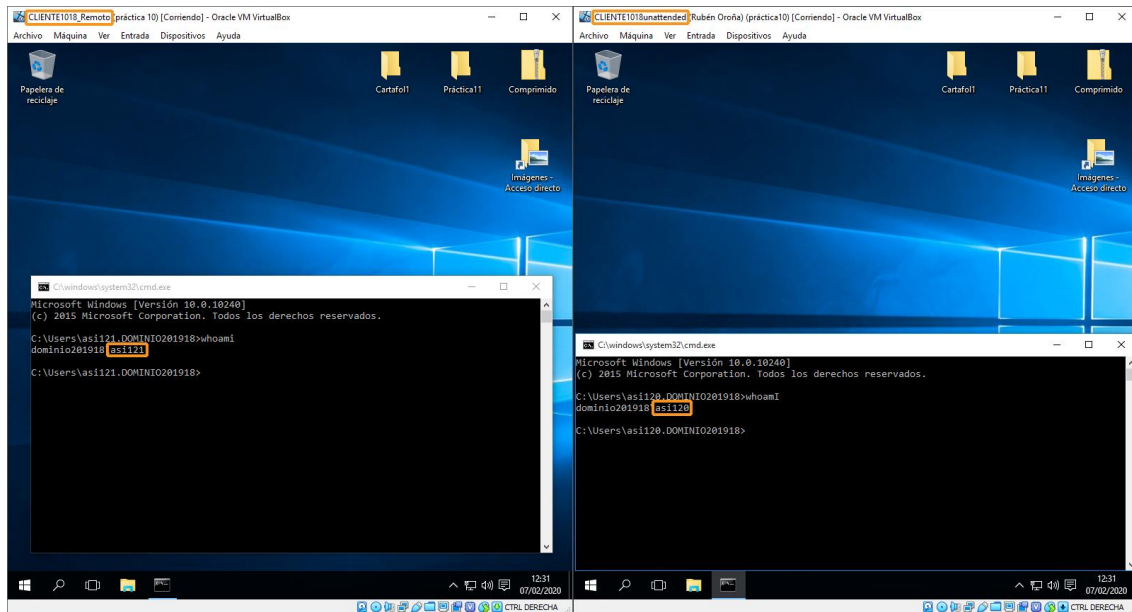 CLIENTE1018_Remoto (práctica 10) [Corriendo] - Oracle VM VirtualBox
Archivo Máquina Ver Entrada Dispositivos Ayuda
Papelera de
reciclaje
Cartafol1
Práctica11
Comprimido
Imágenes -
Acceso directo
C:\windows\system32\cmd.exe
Microsoft Windows [Versión 10.0.10240]
(c) 2015 Microsoft Corporation. Todos los derechos reservados.
C:\Users\asi121.DOMINIO201918>whoami
dominio201918\asi121
C:\Users\asi121.DOMINIO201918>
12:31
07/02/2020
CTRL DERECHA
CLIENTE1018unattended (Rubén Oroña) (práctica10) [Corriendo] - Oracle VM VirtualBox
Archivo Máquina Ver Entrada Dispositivos Ayuda
Papelera de
reciclaje
Cartafol1
Práctica11
Comprimido
Imágenes -
Acceso directo
C:\windows\system32\cmd.exe
Microsoft Windows [Versión 10.0.10240]
(c) 2015 Microsoft Corporation. Todos los derechos reservados.
C:\Users\asi120.DOMINIO201918>whoamI
dominio201918\asi120
C:\Users\asi120.DOMINIO201918>
12:31
07/02/2020
CTRL DERECHA